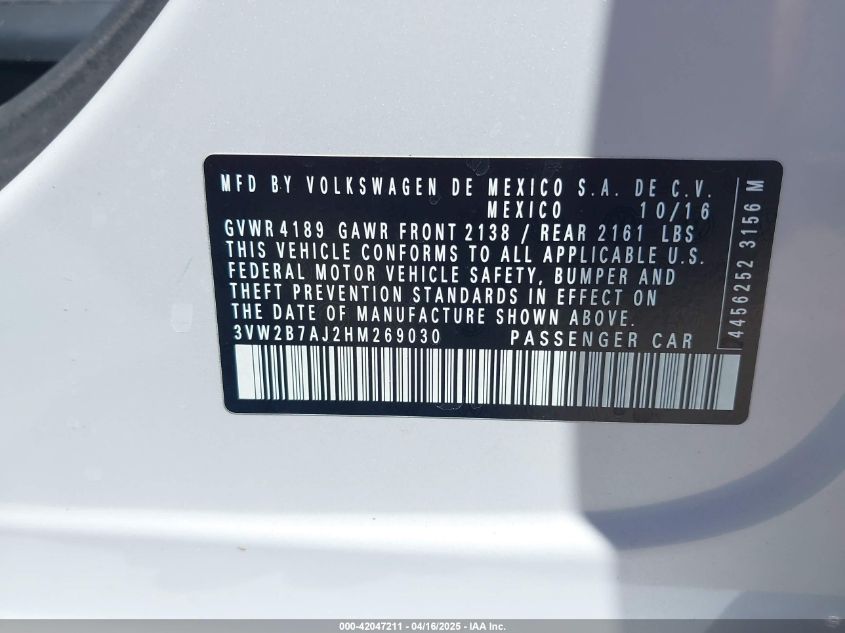 MFD BY VOLKSWAGEN DE MEXICO S.A. DE C.V.
MEXICO 10/16
GVWR 4189 GAWR FRONT 2138 / REAR 2161 LBS
THIS VEHICLE CONFORMS TO ALL APPLICABLE U.S.
FEDERAL MOTOR VEHICLE SAFETY, BUMPER AND
THEFT PREVENTION STANDARDS IN EFFECT ON
THE DATE OF MANUFACTURE SHOWN ABOVE.
3VW2B7AJ2HM269030 PASSENGER CAR
4456252 3156 M
000-42047211 - 04/16/2025 - IAA Inc.